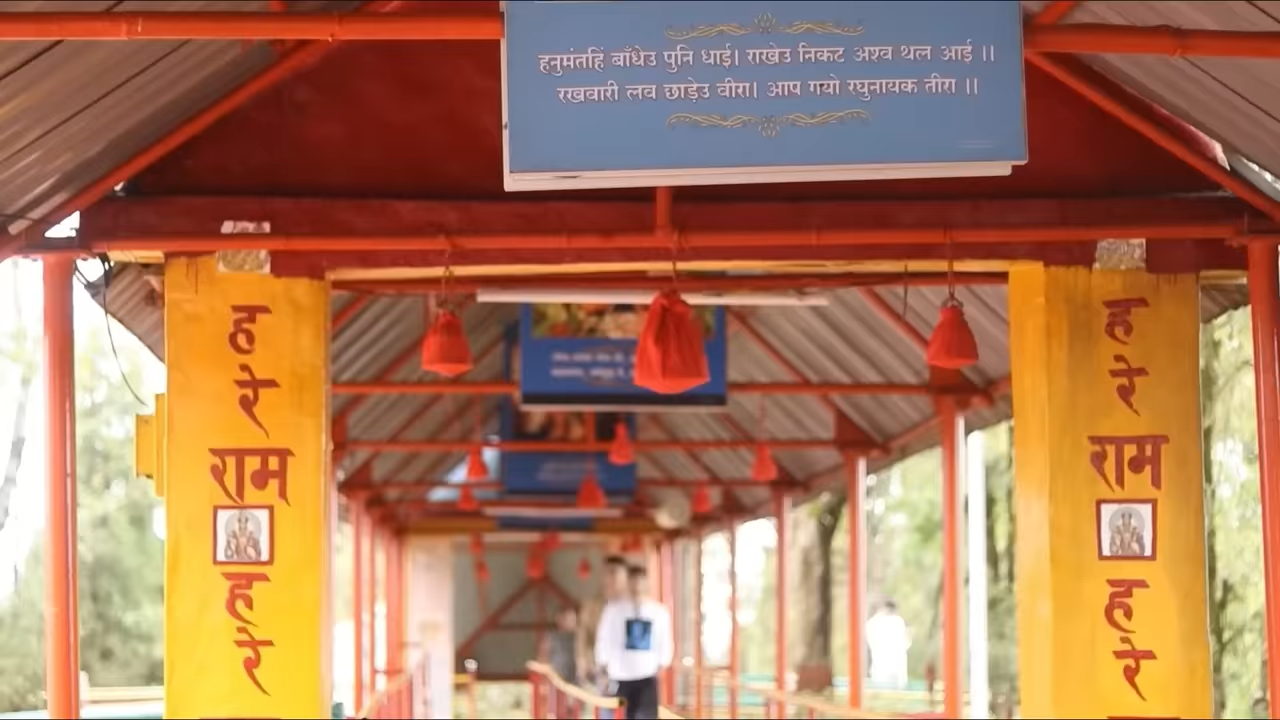 हनुमंतहिं बाँधेउ पुनि धाई। राखेउ निकट अश्व थल आई ।।
रखवारी लव छाड़ेउ वीरा। आप गयो रघुनायक तीरा ।।
हरे
राम
हरे
हरे
राम
हरे